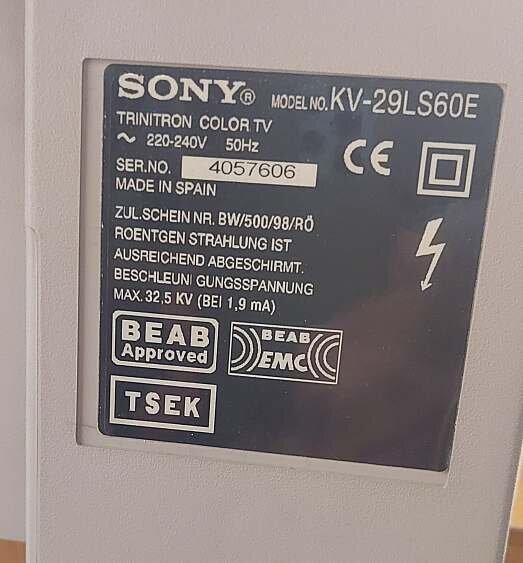 SONY® MODEL NO. KV-29LS60E
TRINITRON COLOR TV
~ 220-240V 50Hz
CE
SER.NO. 4057606
MADE IN SPAIN
ZUL.SCHEIN NR. BW/500/98/RÖ
ROENTGEN STRAHLUNG IST
AUSREICHEND ABGESCHIRMT.
BESCHLEUNI GUNGSSPANNUNG
MAX. 32,5 KV (BEI 1,9 mA)
BEAB
Approved
BEAB
EMC
TSEK